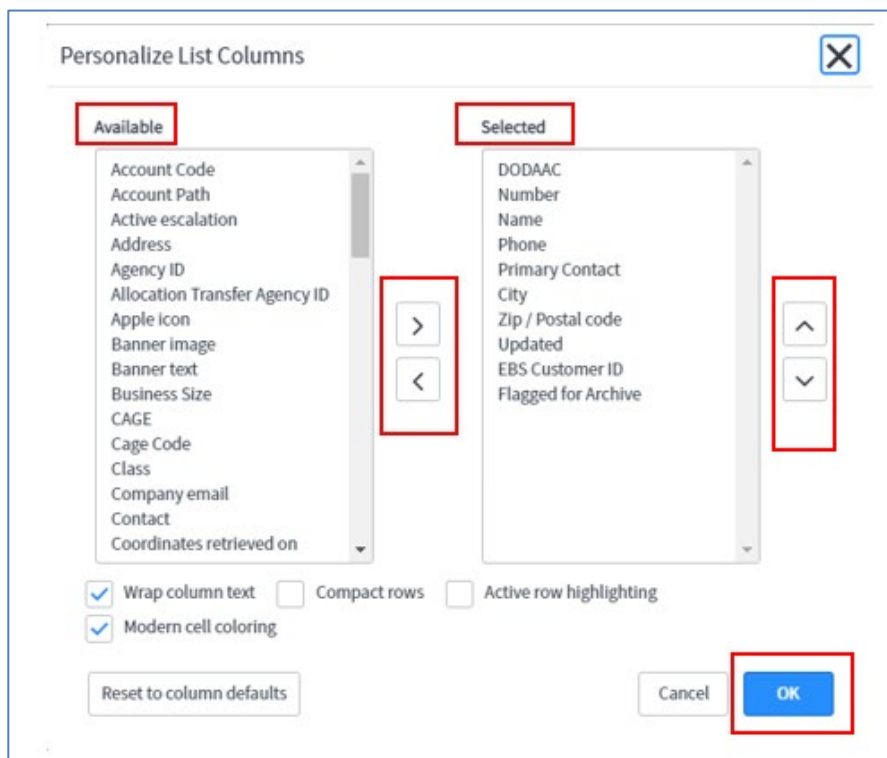 Personalize List Columns
Available
Account Code
Account Path
Active escalation
Address
Agency ID
Allocation Transfer Agency ID
Apple icon
Banner image
Banner text
Business Size
CAGE
Cage Code
Class
Company email
Contact
Coordinates retrieved on
Selected
DODAAC
Number
Name
Phone
Primary Contact
City
Zip / Postal code
Updated
EBS Customer ID
Flagged for Archive
Wrap column text Compact rows Active row highlighting
Modern cell coloring
Reset to column defaults Cancel OK